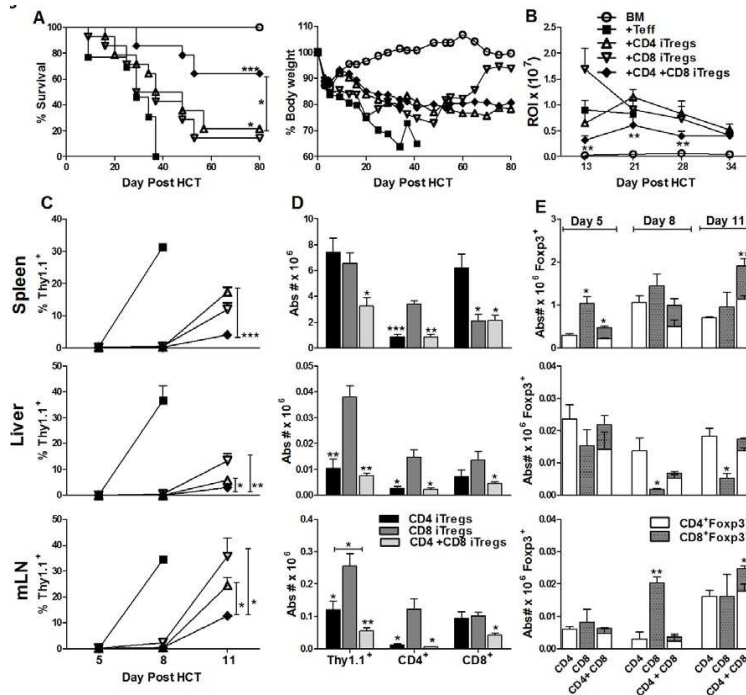 A
% Survival
100
80
60
40
20
0
***
*
*
0 20 40 60 80
Day Post HCT
% Body weight
110
100
90
80
70
60
0 20 40 60 80
Day Post HCT
B
BM
+Teff
+CD4 iTregs
+CD8 iTregs
+CD4 +CD8 iTregs
ROI x (10⁷)
2.5
2.0
1.5
1.0
0.5
0.0
** ** **
13 21 28 34
Day Post HCT
C
Spleen
% Thy1.1⁺
40
30
20
10
0
***
Liver
% Thy1.1⁺
50
40
30
20
10
0
* **
mLN
% Thy1.1⁺
50
40
30
20
10
0
* *
5 8 11
Day Post HCT
D
Abs # x 10⁶
10
8
6
4
2
0
* *** ** * *
Abs # x 10⁶
0.05
0.04
0.03
0.02
0.01
0.00
** ** * * *
CD4 iTregs
CD8 iTregs
CD4 +CD8 iTregs
Abs # x 10⁶
0.4
0.3
0.2
0.1
0.0
* * ** * * *
Thy1.1⁺ CD4⁺ CD8⁺
E
Day 5 Day 8 Day 11
Abs# x 10⁶ Foxp3⁺
3
2
1
0
* * **
Abs# x 10⁶ Foxp3⁺
0.03
0.02
0.01
0.00
* *
CD4⁺Foxp3
CD8⁺Foxp3
Abs# x 10⁶ Foxp3⁺
0.03
0.02
0.01
0.00
** *
CD4 CD8 CD4+CD8 CD4 CD8 CD4+CD8 CD4 CD8 CD4+CD8